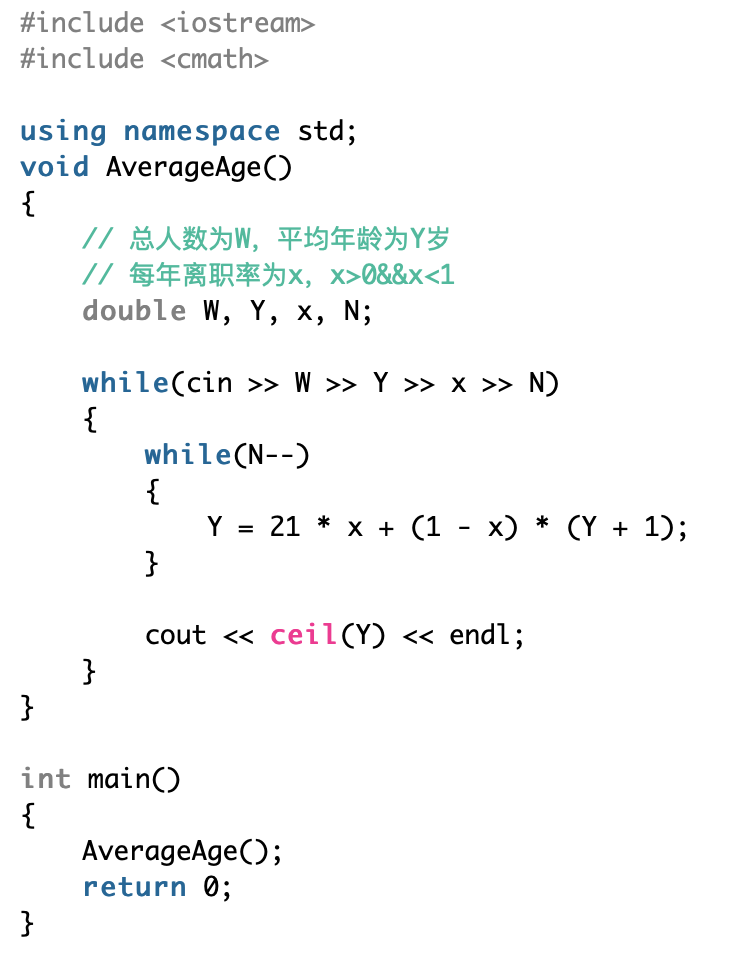 #include <iostream>
#include <cmath>
using namespace std;
void AverageAge()
{
// 总人数为W，平均年龄为Y岁
// 每年离职率为x，x>0&&x<1
double W, Y, x, N;
while(cin >> W >> Y >> x >> N)
{
while(N--)
{
Y = 21 * x + (1 - x) * (Y + 1);
}
cout << ceil(Y) << endl;
}
}
int main()
{
AverageAge();
return 0;
}